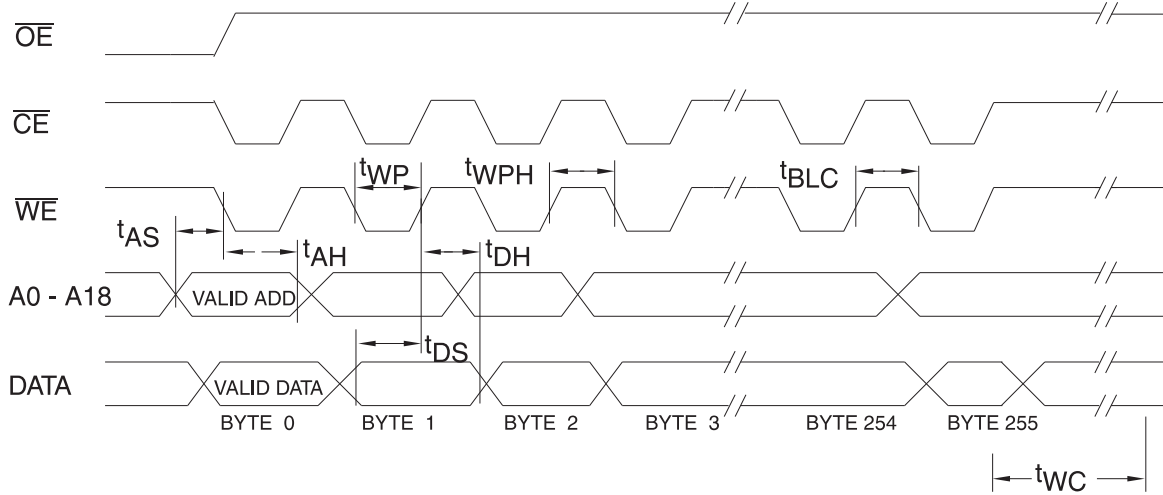 OE
CE
tWP
tWPH
tBLC
WE
tAS
tAH
tDH
A0 - A18
VALID ADD
tDS
DATA
VALID DATA
BYTE 0
BYTE 1
BYTE 2
BYTE 3
BYTE 254
BYTE 255
tWC